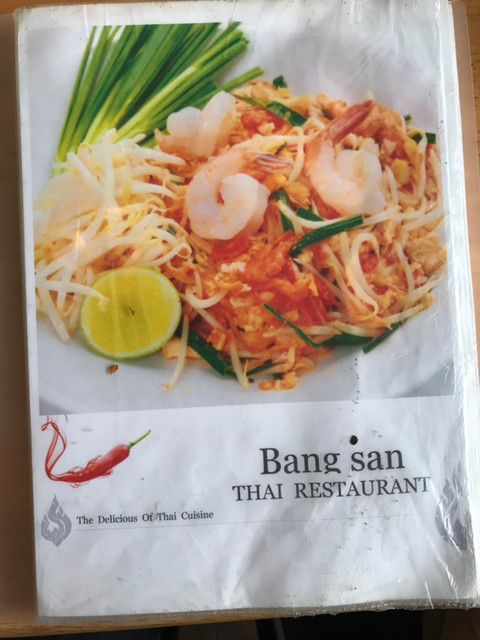 Bang san
THAI RESTAURANT
The Delicious Of Thai Cuisine